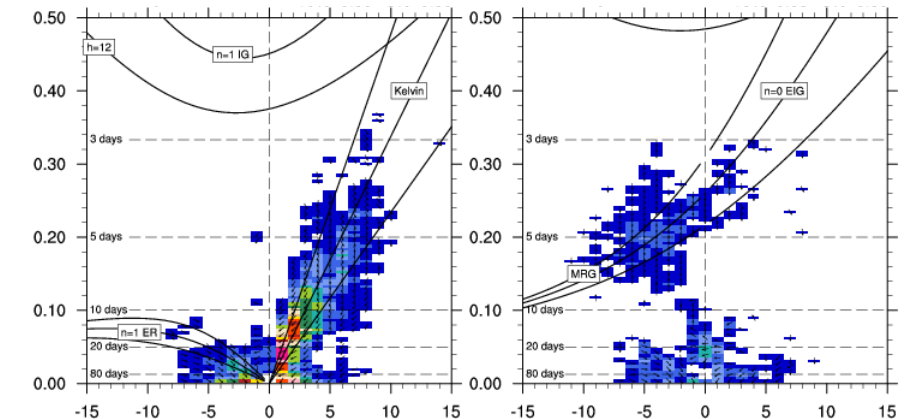 0.50 0.50
h=12 n=1 IG
0.40 Kelvin 0.40 n=0 EIG
3 days 3 days
0.30 0.30
0.20 5 days 0.20 5 days
MRG
0.10 10 days 0.10 10 days
n=1 ER
20 days 20 days
80 days 80 days
0.00 0.00
-15 -10 -5 0 5 10 15 -15 -10 -5 0 5 10 15